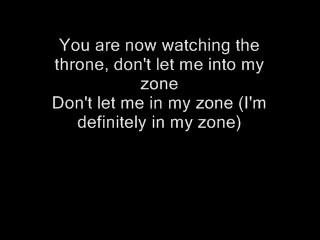 You are now watching the
throne, don't let me into my
zone
Don't let me in my zone (I'm
definitely in my zone)